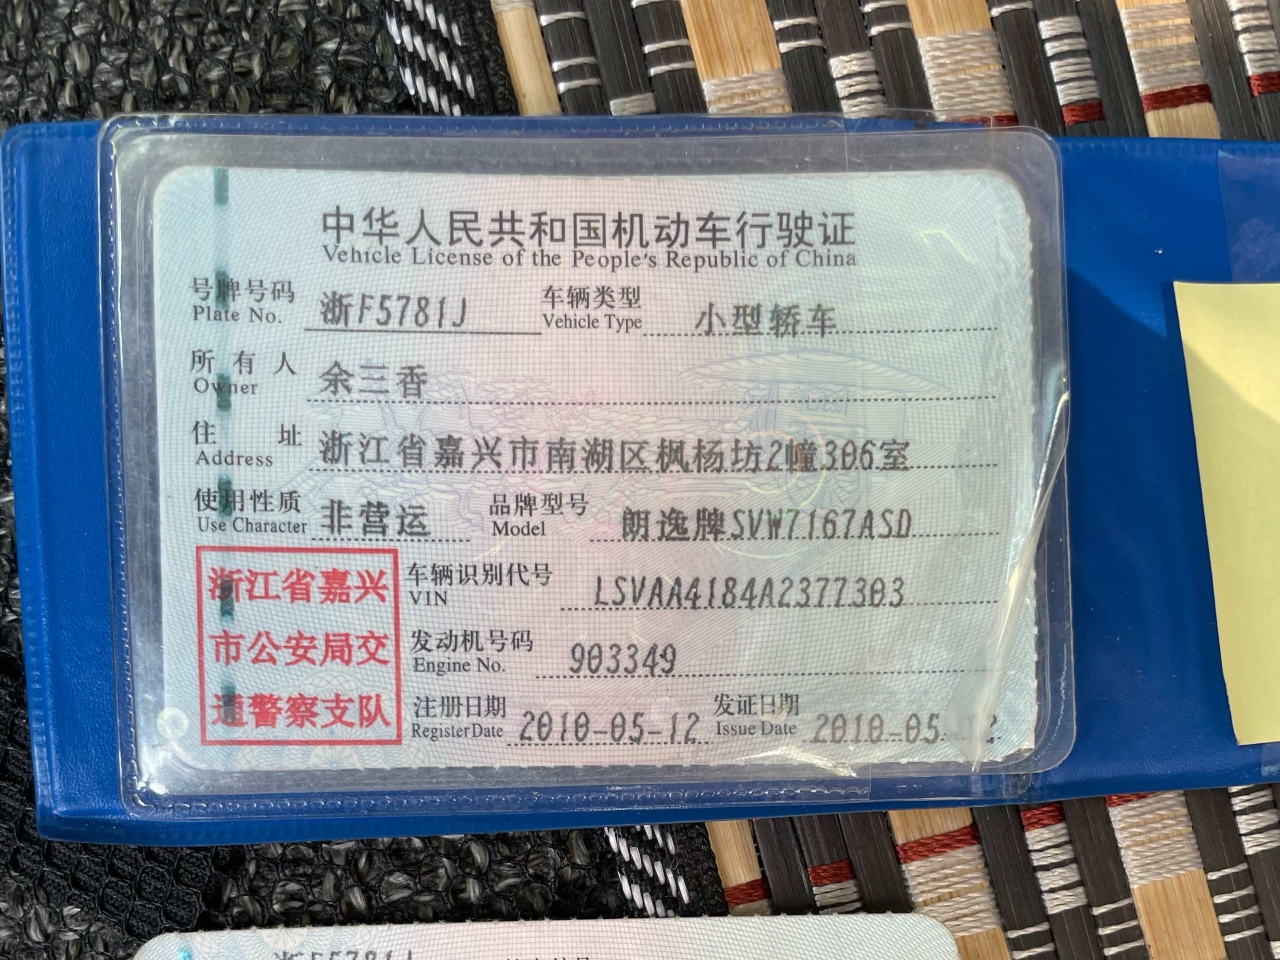 中华人民共和国机动车行驶证
Vehicle License of the People's Republic of China
号牌号码 浙F5781J 车辆类型 小型轿车
Plate No. Vehicle Type
所有人 余三香
Owner
住址 浙江省嘉兴市南湖区枫杨坊2幢306室
Address
使用性质 非营运 品牌型号 朗逸牌SVW7167ASD
Use Character Model
浙江省嘉兴
市公安局交
通警察支队
车辆识别代号 LSVAA4184A2377303
VIN
发动机号码 903349
Engine No.
注册日期 2010-05-12 发证日期 2010-05-12
Register Date Issue Date
浙F5781J